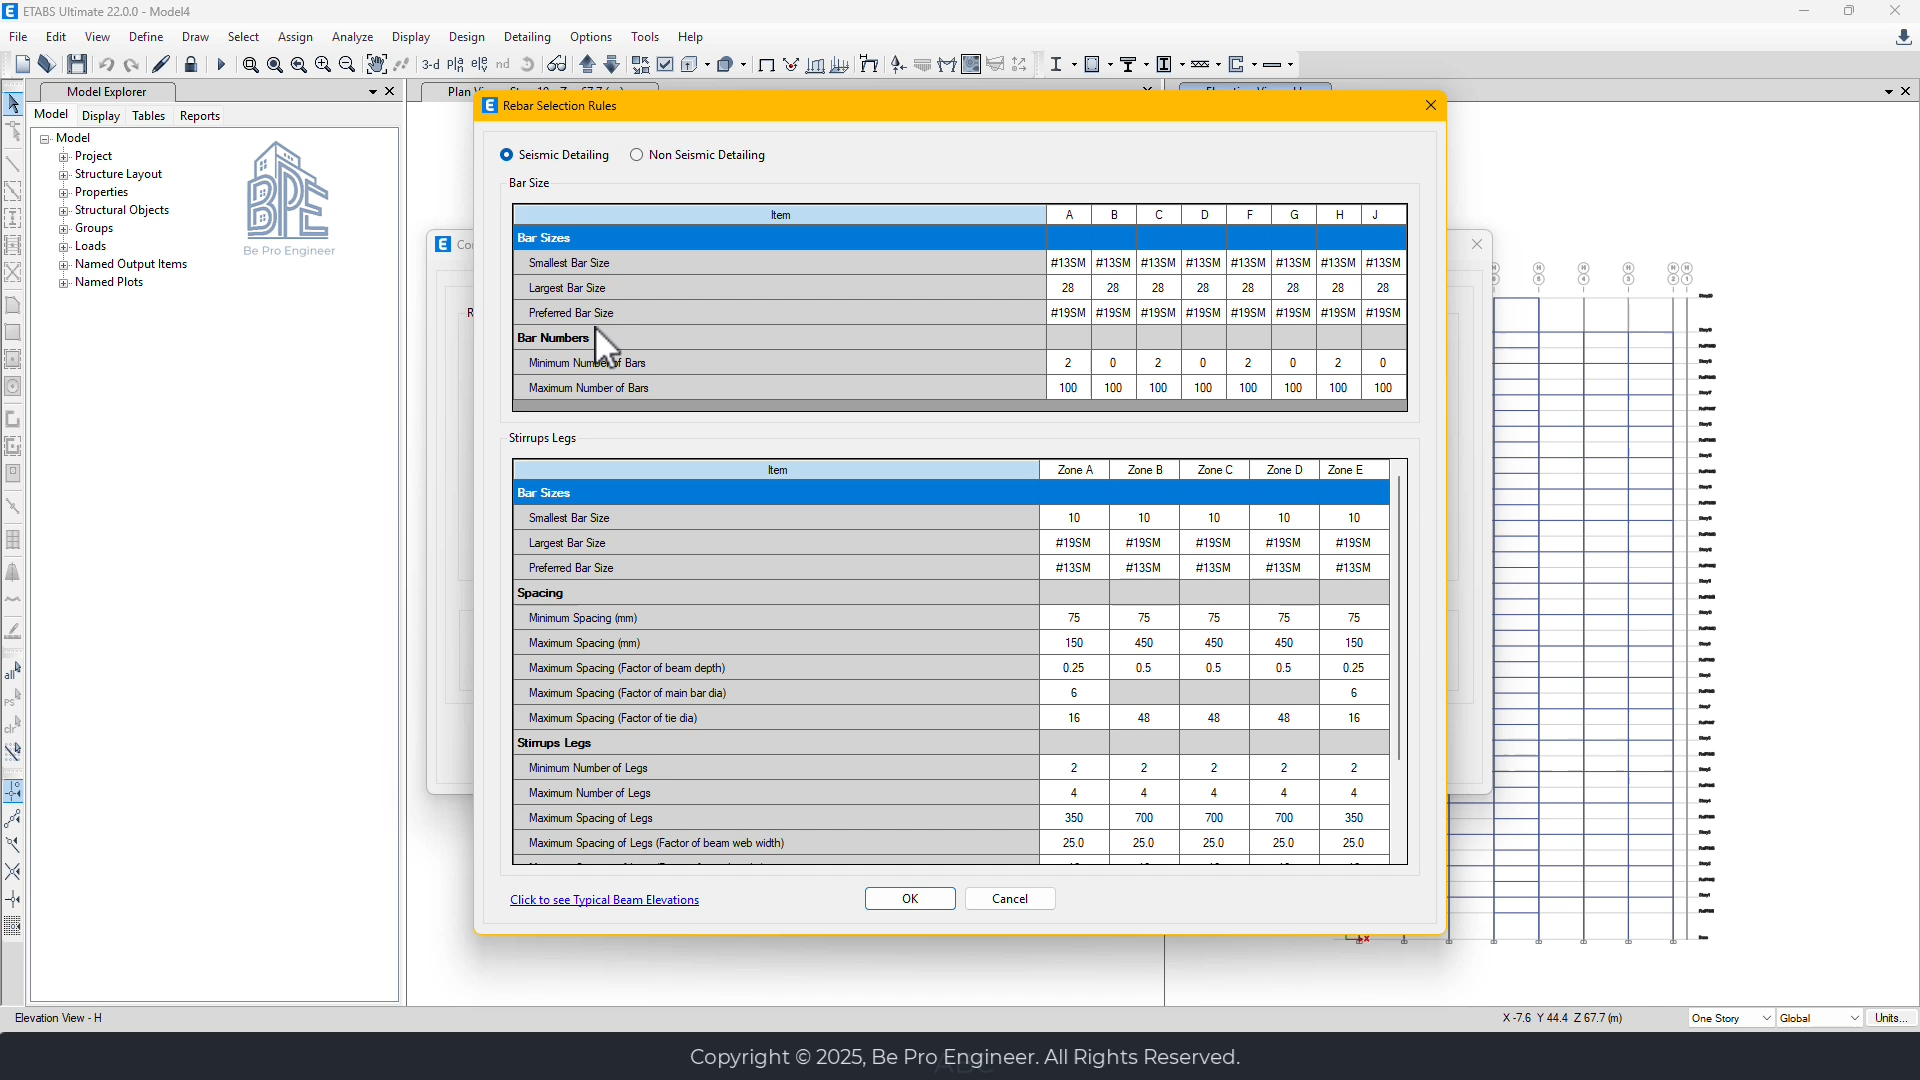 ETABS Ultimate 22.0.0 - Model4
File Edit View Define Draw Select Assign Analyze Display Design Detailing Options Tools Help
3-d Pla ele nd
Model Explorer
Model Display Tables Reports
Model
Project
Structure Layout
Properties
Structural Objects
Groups
Loads
Named Output Items
Named Plots
BPE
Be Pro Engineer
Rebar Selection Rules
Seismic Detailing Non Seismic Detailing
Bar Size
Item A B C D F G H J
Bar Sizes
Smallest Bar Size #13SM #13SM #13SM #13SM #13SM #13SM #13SM #13SM
Largest Bar Size 28 28 28 28 28 28 28 28
Preferred Bar Size #19SM #19SM #19SM #19SM #19SM #19SM #19SM #19SM
Bar Numbers
Minimum Number of Bars 2 0 2 0 2 0 2 0
Maximum Number of Bars 100 100 100 100 100 100 100 100
Stirrups Legs
Item Zone A Zone B Zone C Zone D Zone E
Bar Sizes
Smallest Bar Size 10 10 10 10 10
Largest Bar Size #19SM #19SM #19SM #19SM #19SM
Preferred Bar Size #13SM #13SM #13SM #13SM #13SM
Spacing
Minimum Spacing (mm) 75 75 75 75 75
Maximum Spacing (mm) 150 450 450 450 150
Maximum Spacing (Factor of beam depth) 0.25 0.5 0.5 0.5 0.25
Maximum Spacing (Factor of main bar dia) 6 6
Maximum Spacing (Factor of tie dia) 16 48 48 48 16
Stirrups Legs
Minimum Number of Legs 2 2 2 2 2
Maximum Number of Legs 4 4 4 4 4
Maximum Spacing of Legs 350 700 700 700 350
Maximum Spacing of Legs (Factor of beam web width) 25.0 25.0 25.0 25.0 25.0
Click to see Typical Beam Elevations OK Cancel
Elevation View - H
X -7.6 Y 44.4 Z 67.7 (m) One Story Global Units...
Copyright © 2025, Be Pro Engineer. All Rights Reserved.